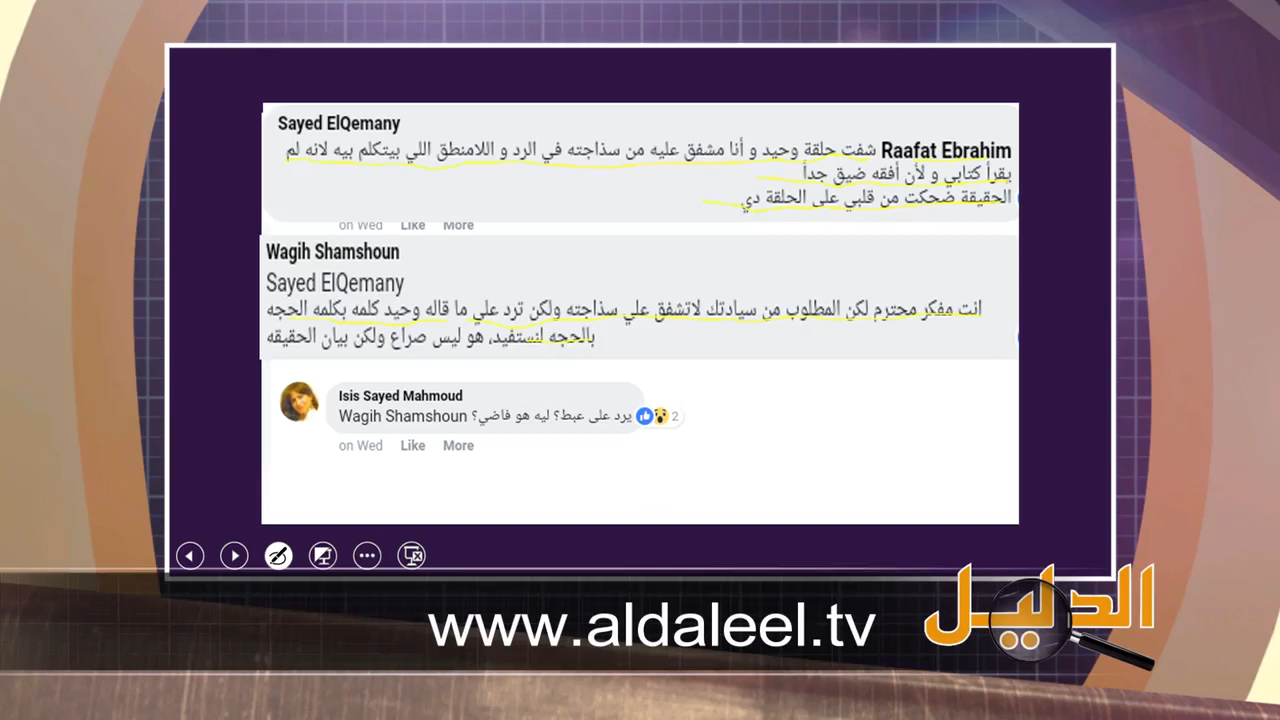 Sayed ElQemany
Raafat Ebrahim شفت حلقة وحيد و أنا مشفق عليه من سذاجته في الرد و اللامنطق اللي بيتكلم بيه لانه لم
يقرأ كتابي و لأن أفقه ضيق جداً
الحقيقة ضحكت من قلبي على الحلقة دي
on Wed Like More
Wagih Shamshoun
Sayed ElQemany
انت مفكر محترم لكن المطلوب من سيادتك لاتشفق علي سذاجته ولكن ترد علي ما قاله وحيد كلمه بكلمه الحجه
بالحجه لنستفيد، هو ليس صراع ولكن بيان الحقيقه
Isis Sayed Mahmoud
Wagih Shamshoun يرد على عبط؟ ليه هو فاضي؟
2
on Wed Like More
الدليل
www.aldaleel.tv